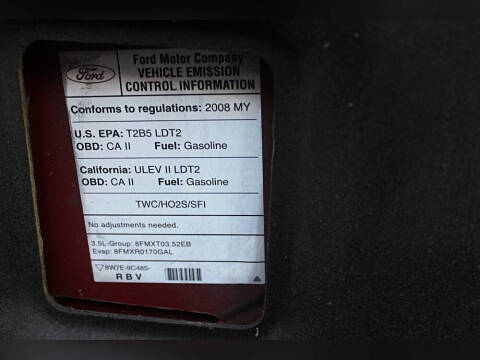 Ford
Ford Motor Company
VEHICLE EMISSION
CONTROL INFORMATION
Conforms to regulations: 2008 MY
U.S. EPA: T2B5 LDT2
OBD: CA II Fuel: Gasoline
California: ULEV II LDT2
OBD: CA II Fuel: Gasoline
TWC/HO2S/SFI
No adjustments needed.
3.5L-Group: 8FMXT03.52EB
Evap: 8FMXR0170GAL
8W7E-9C485-
RBV